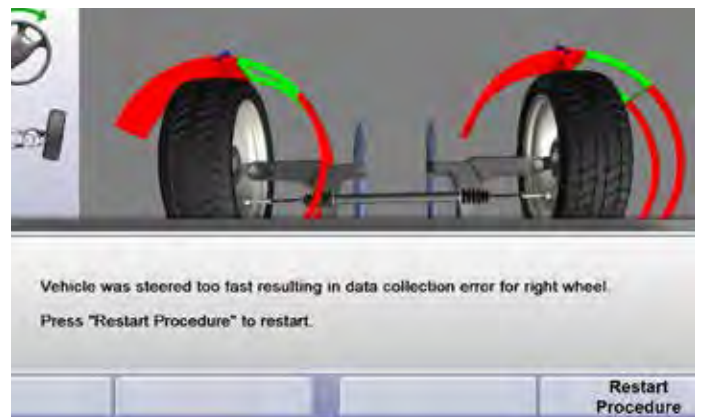 Vehicle was steered too fast resulting in data collection error for right wheel.
Press "Restart Procedure" to restart.
Restart
Procedure